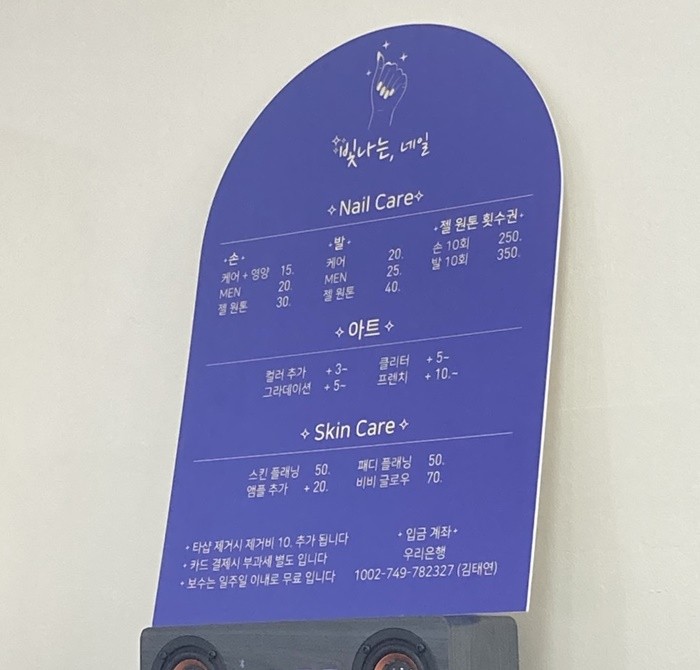 빛나는, 네일
Nail Care
손
케어 + 영양 15.
MEN 20.
젤 원톤 30.
발
케어 20.
MEN 25.
젤 원톤 40.
젤 원톤 횟수권
손 10회 250.
발 10회 350.
아트
컬러 추가 +3~
그라데이션 +5~
클리터 +5~
프렌치 +10.~
Skin Care
스킨 플래닝 50.
앰플 추가 +20.
패디 플래닝 50.
비비 글로우 70.
타샵 제거시 제거비 10. 추가 됩니다
카드 결제시 부과세 별도 입니다
보수는 일주일 이내로 무료 입니다
입금 계좌
우리은행
1002-749-782327 (김태연)